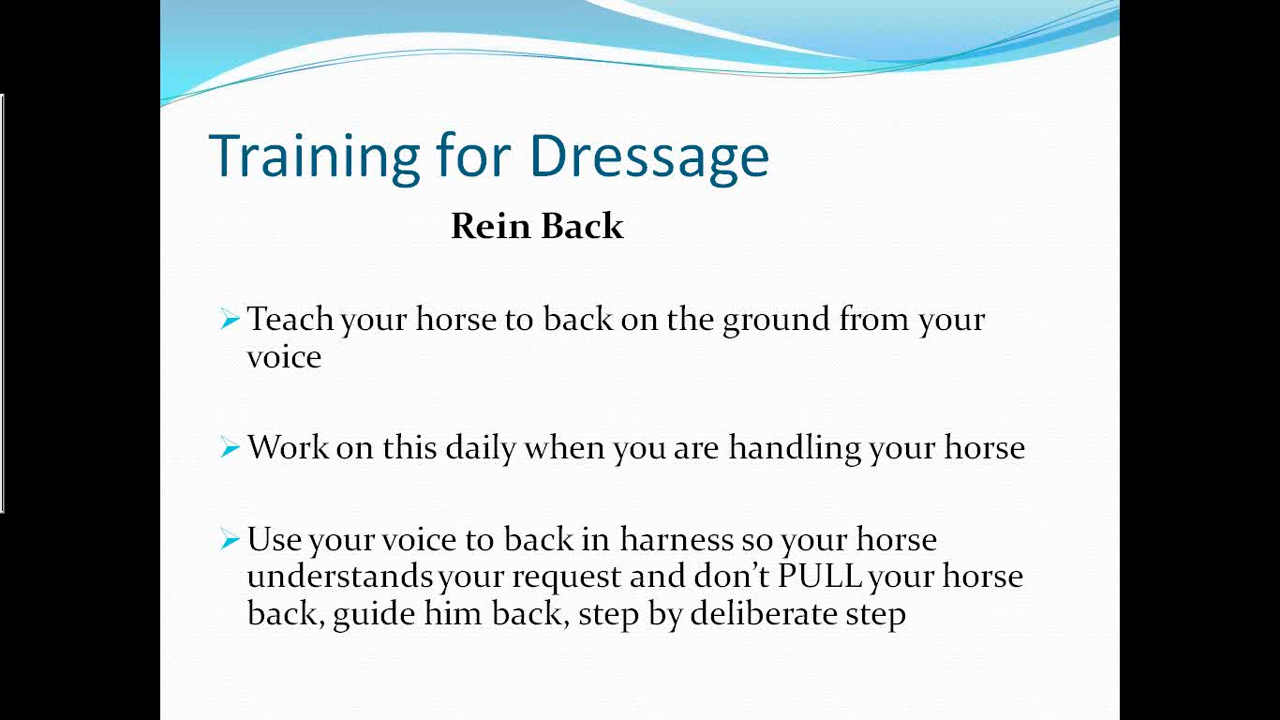 Training for Dressage
Rein Back
Teach your horse to back on the ground from your
voice
Work on this daily when you are handling your horse
Use your voice to back in harness so your horse
understands your request and don't PULL your horse
back, guide him back, step by deliberate step